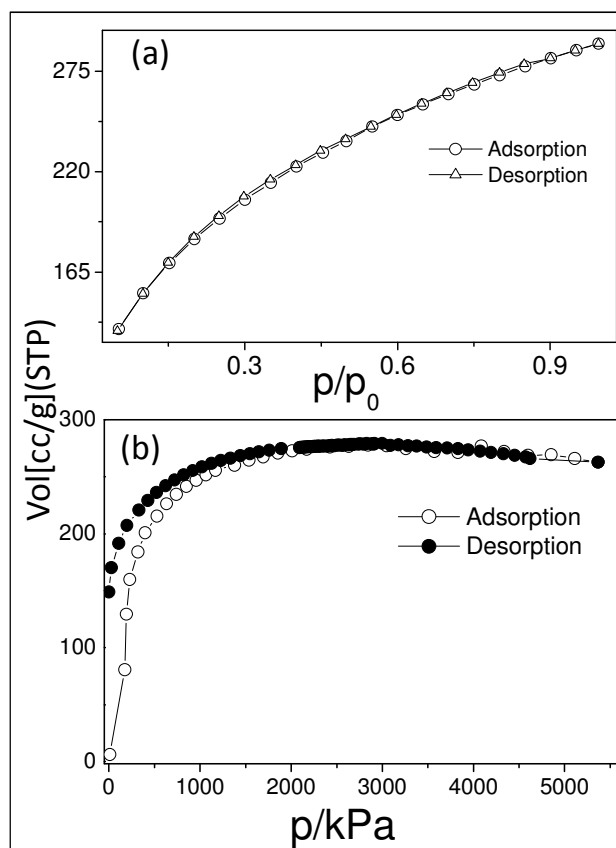 (a)
275
220
165
Adsorption
Desorption
0.3
0.6
0.9
p/p₀
Vol[cc/g](STP)
(b)
300
200
100
0
Adsorption
Desorption
0
1000
2000
3000
4000
5000
p/kPa